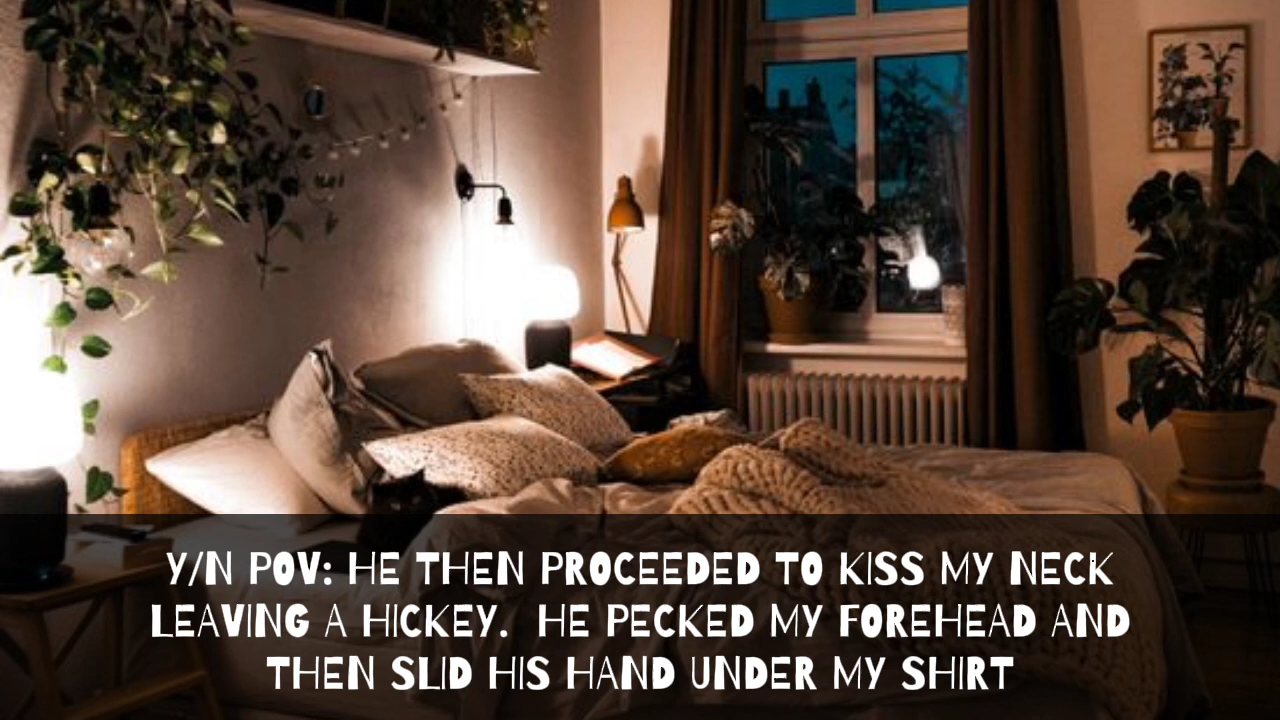 Y/N POV: HE THEN PROCEEDED TO KISS MY NECK
LEAVING A HICKEY.  HE PECKED MY FOREHEAD AND
THEN SLID HIS HAND UNDER MY SHIRT